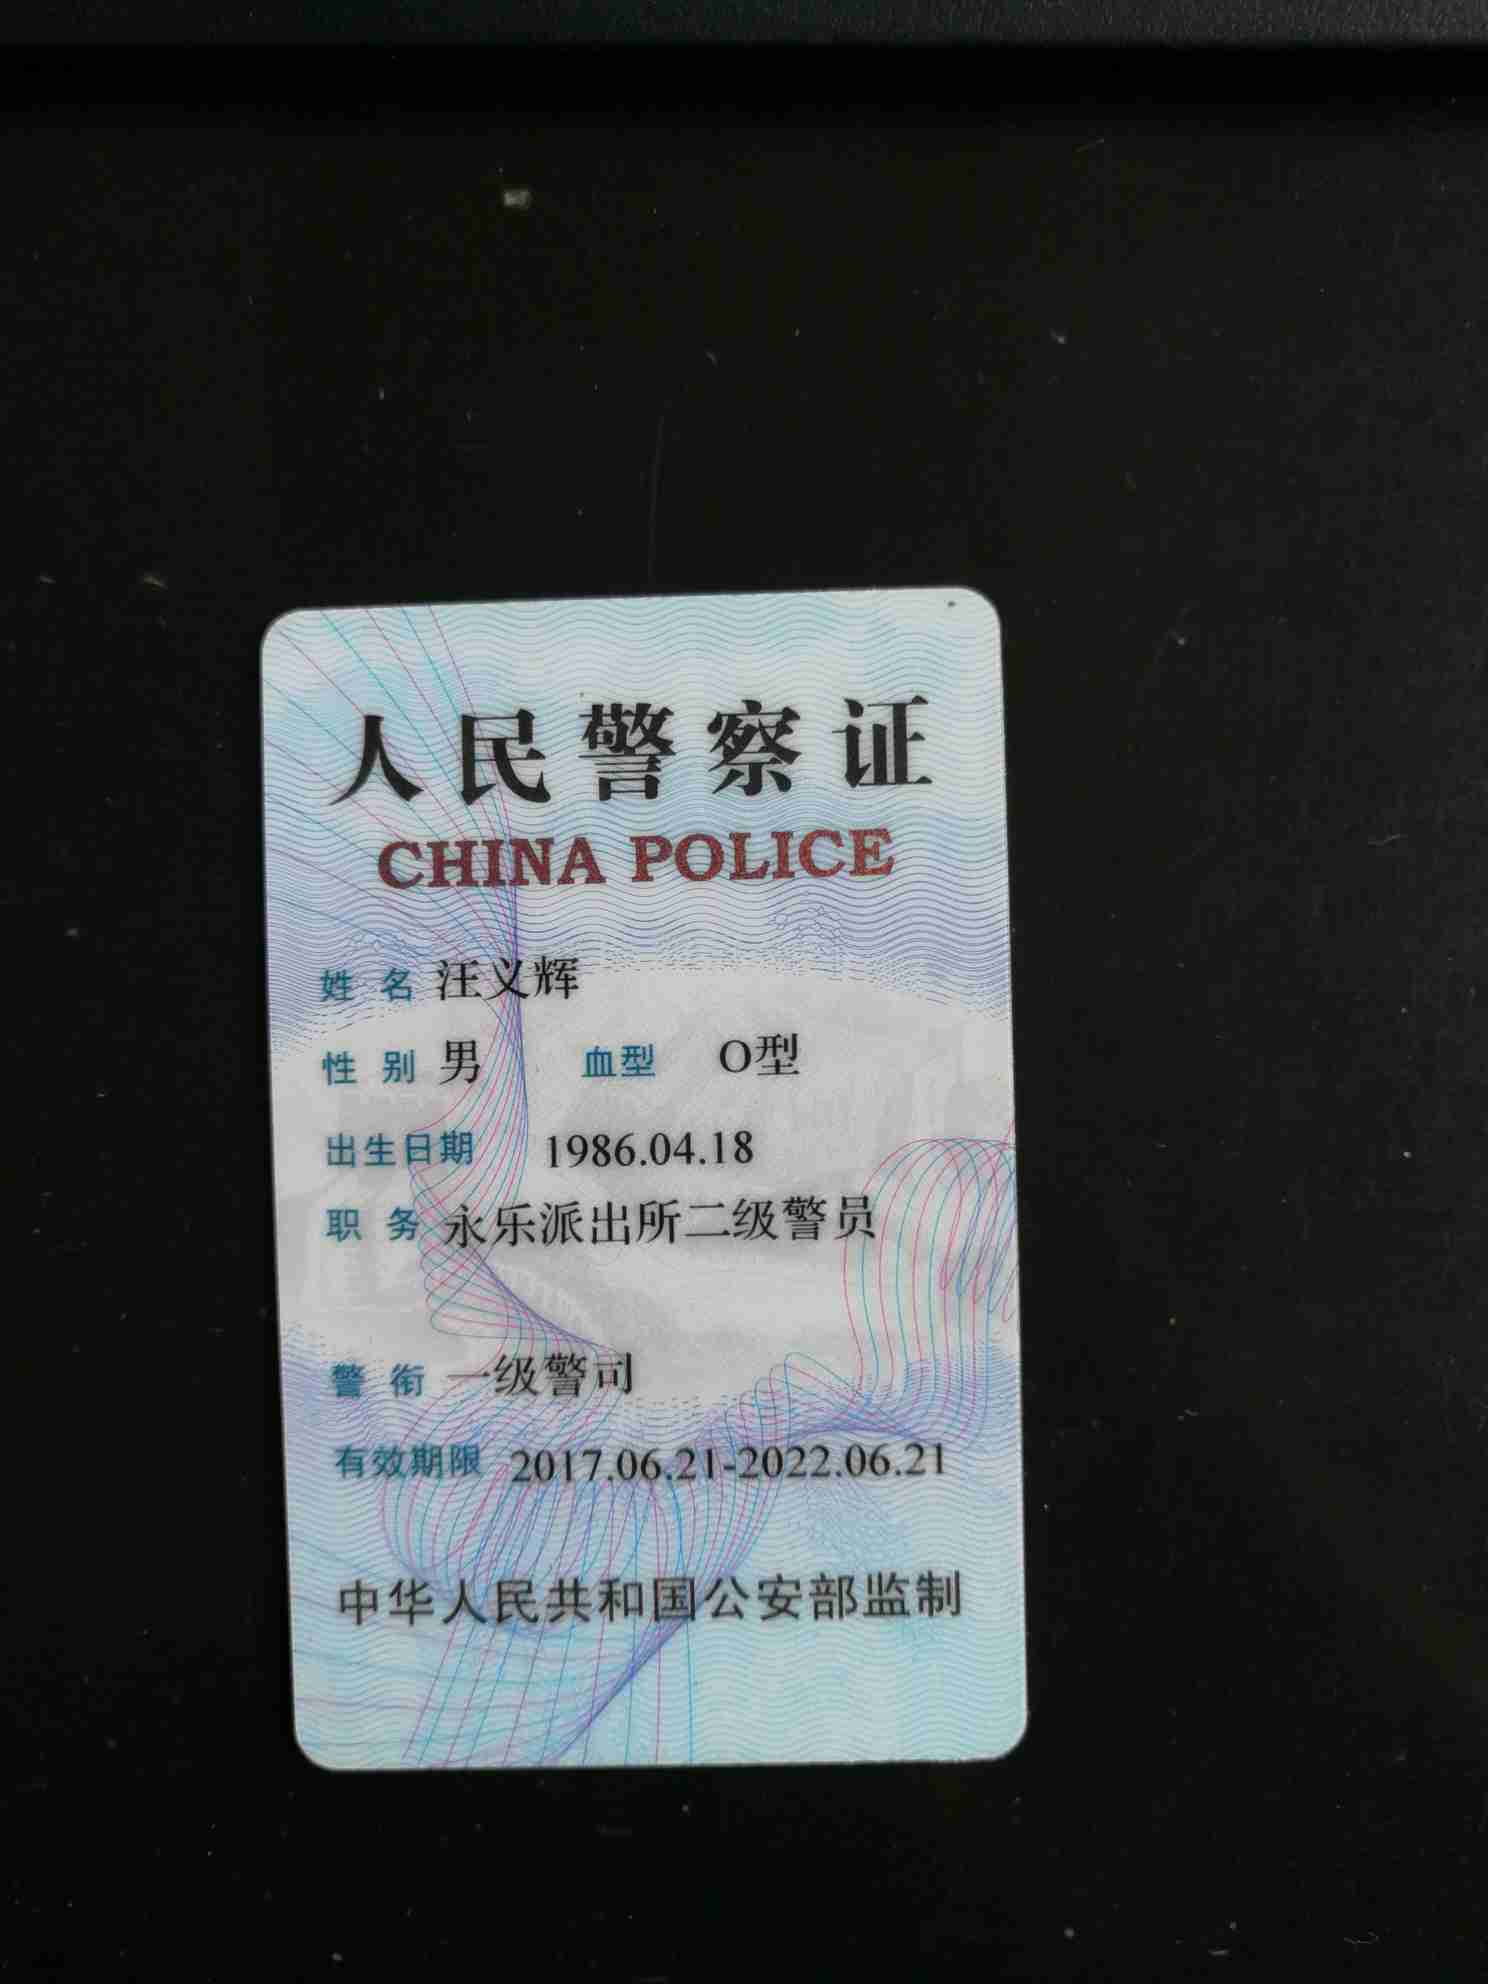 人民警察证
CHINA POLICE
姓名 汪义辉
性别 男 血型 O型
出生日期 1986.04.18
职务 永乐派出所二级警员
警衔 一级警司
有效期限 2017.06.21-2022.06.21
中华人民共和国公安部监制